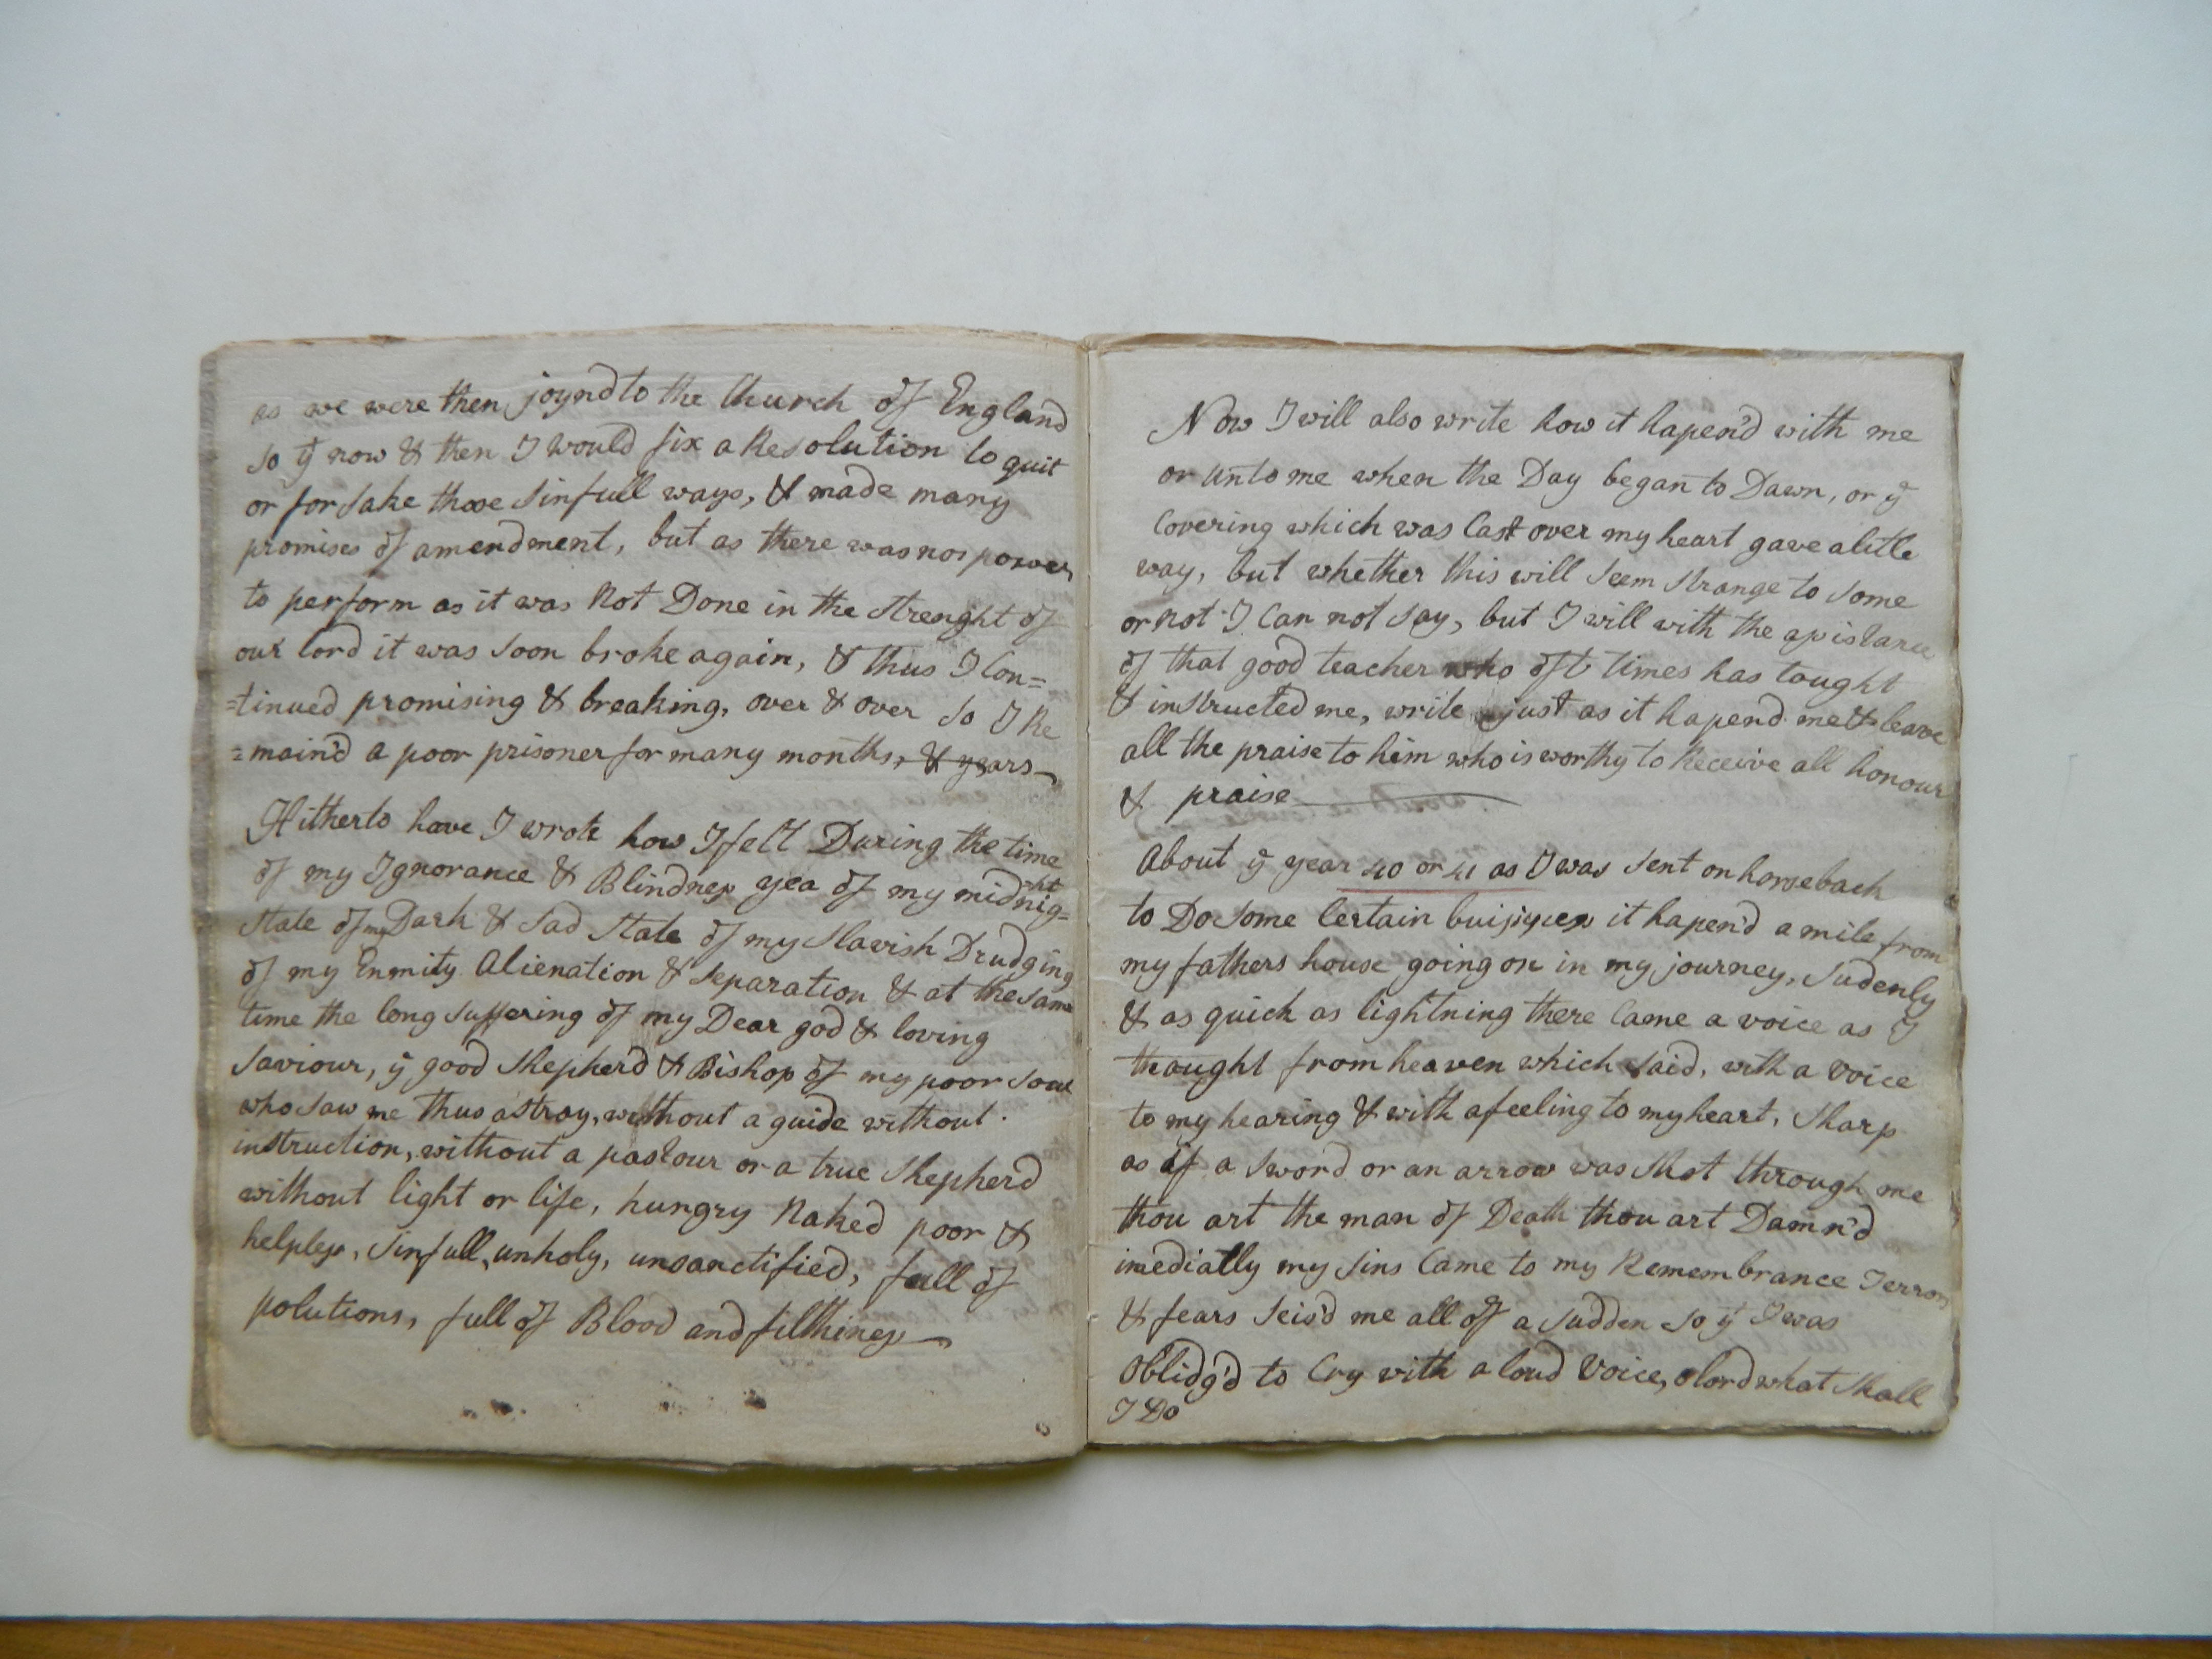 as we were then joynd to the Church of England
so yt now & then I would fix a Resolution to quit
or forsake those sinfull ways, & made many
promises of amendment, but as there was no power
to perform as it was Not Done in the strenght of
our lord it was soon broke again, & thus I Con=
=tinued promising & breaking, over & over so I Re
=main'd a poor prisoner for many months, & years
Hitherto have I wrote how I felt During the time
of my Ignorance & Blindness yea of my midnig=ht
state of my Dark & Sad State of my Slavish Drudging
of my Enmity Alienation & Separation & at the same
time the long suffering of my Dear god & loving
Saviour, ye good Shepherd & Bishop of my poor soul
who saw me thus astray, without a guide without
instruction, without a pastour or a true Shepherd
without light or life, hungry Naked poor &
helpless, Sinfull, unholy, unsanctified, full of
polutions, full of Blood and filthiness
Now I will also write how it hapen'd with me
or unto me when the Day began to Dawn, or ye
Covering which was Cast over my heart gave a litle
way, but whether this will Seem strange to some
or not I Can not say, but I will with the assistance
of that good teacher who oft times has taught
& instructed me, write just as it hapend me & leave
all the praise to him who is worthy to Receive all honour
& praise
About ye year 40 or 41 as I was Sent on horseback
to Do some Certain it hapen'd a mile from
my fathers house going on in my journey, Sudenly
& as quick as lightning there Came a voice as I
thaught from heaven which said, with a voice
to my hearing & with a feeling to my heart, Sharp
as if a sword or an arrow was shot through me
thou art the man of Death thou art Damn'd
imediatly my sins Came to my Remembrance Terrors
& fears Seis'd me all of a sudden so yt I was
oblidg'd to Cry with a loud Voice, o lord what shall
I Do